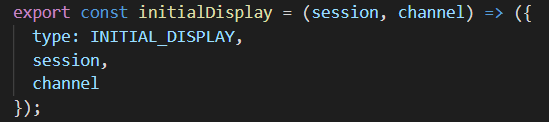 export const initialDisplay = (session, channel) => ({
  type: INITIAL_DISPLAY,
  session,
  channel
});